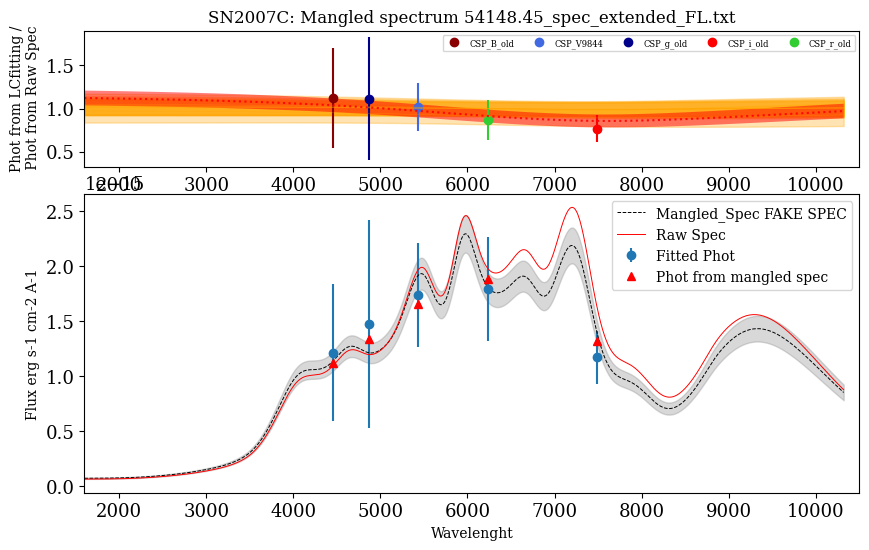 SN2007C: Mangled spectrum 54148.45_spec_extended_FL.txt
Phot from LCfitting /
Phot from Raw Spec
CSP_B_old CSP_V9844 CSP_g_old CSP_i_old CSP_r_old
1.5
1.0
0.5
2000 3000 4000 5000 6000 7000 8000 9000 10000
1e−15
Flux erg s-1 cm-2 A-1
Mangled_Spec FAKE SPEC
Raw Spec
Fitted Phot
Phot from mangled spec
2.5
2.0
1.5
1.0
0.5
0.0
2000 3000 4000 5000 6000 7000 8000 9000 10000
Wavelenght